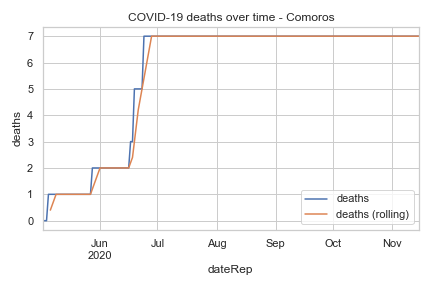 COVID-19 deaths over time - Comoros
7
6
5
4
3
2
1
0
deaths
deaths
deaths (rolling)
Jun Jul Aug Sep Oct Nov
2020
dateRep